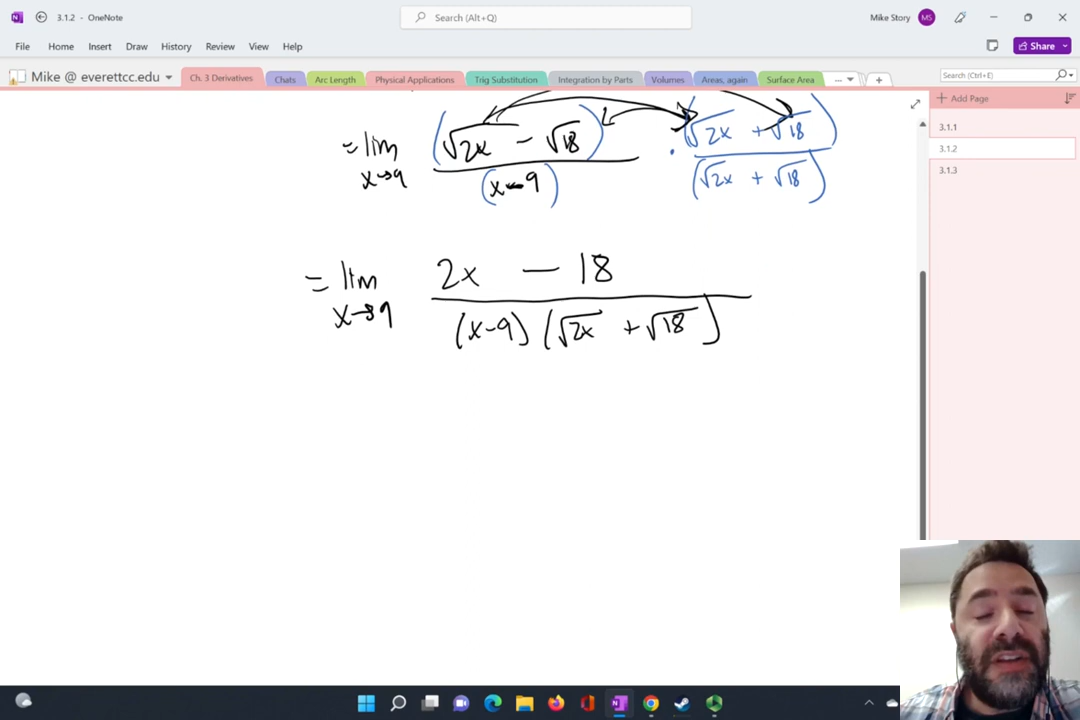 3.1.2 - OneNote
Search (Alt+Q)
Mike Story MS
File Home Insert Draw History Review View Help
Share
Mike @ everettcc.edu
Ch. 3 Derivatives Chats Arc Length Physical Applications Trig Substitution Integration by Parts Volumes Areas, again Surface Area ... +
Search (Ctrl+E)
+ Add Page
3.1.1
3.1.2
3.1.3
= lim x→9 (√2x − √18) / (x−9) · (√2x + √18) / (√2x + √18)
= lim x→9 2x − 18 / (x−9)(√2x + √18)